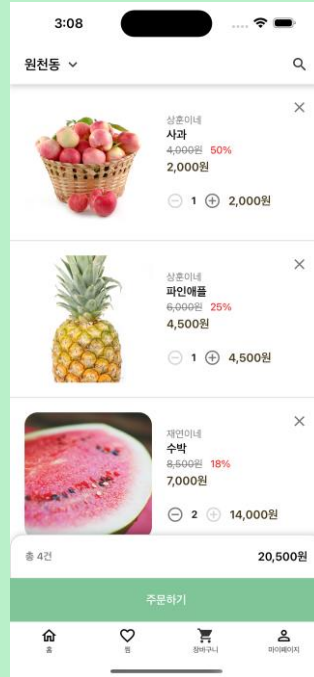 3:08
원천동
상훈이네
사과
4,000원 50%
2,000원
1 2,000원
상훈이네
파인애플
6,000원 25%
4,500원
1 4,500원
재연이네
수박
8,500원 18%
7,000원
2 14,000원
총 4건 20,500원
주문하기
홈 찜 장바구니 마이페이지